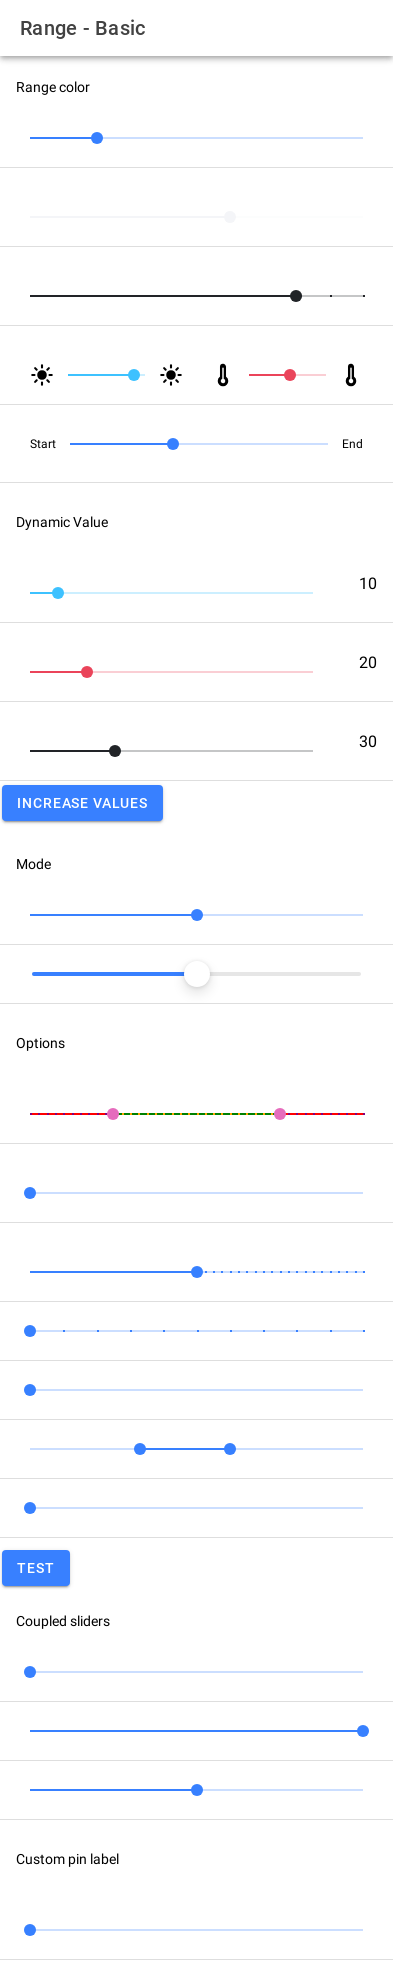 Range - Basic
Range color
Start
End
Dynamic Value
10
20
30
INCREASE VALUES
Mode
Options
TEST
Coupled sliders
Custom pin label